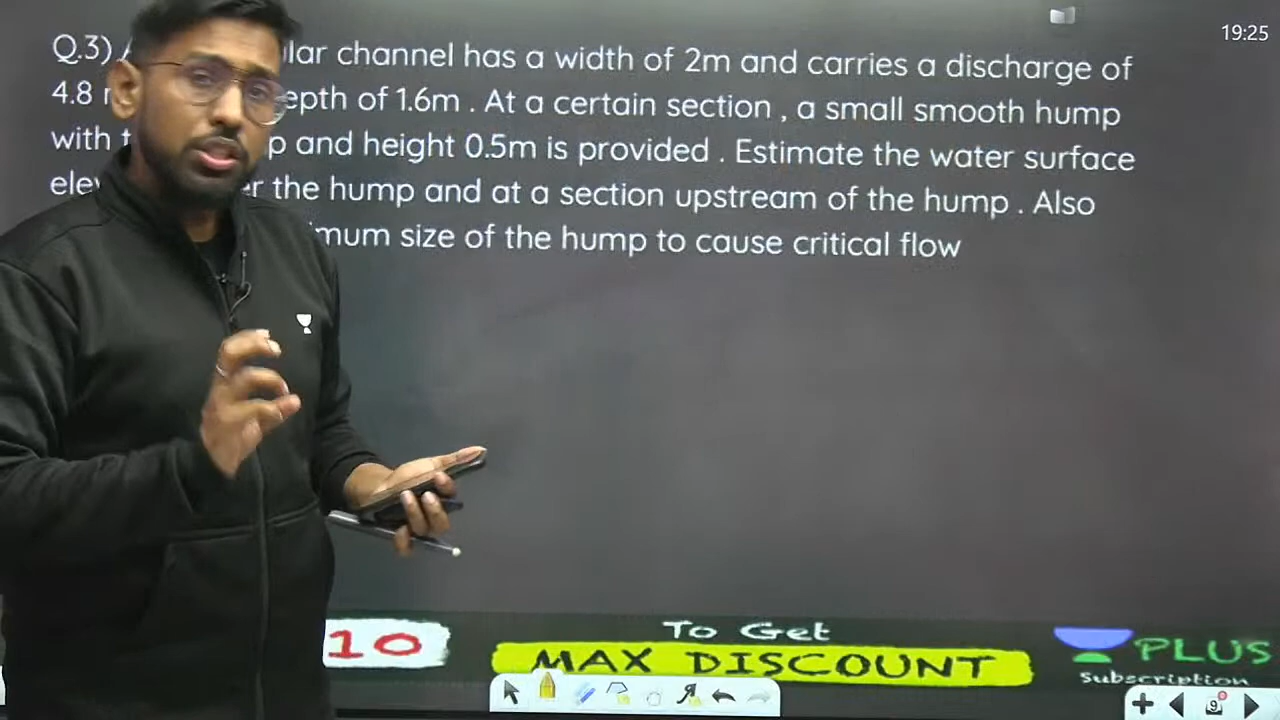 Q.3) lar channel has a width of 2m and carries a discharge of
4.8 epth of 1.6m . At a certain section , a small smooth hump
with p and height 0.5m is provided . Estimate the water surface
ele r the hump and at a section upstream of the hump . Also
imum size of the hump to cause critical flow
19:25
10
To Get
MAX DISCOUNT
PLUS
Subscription
9